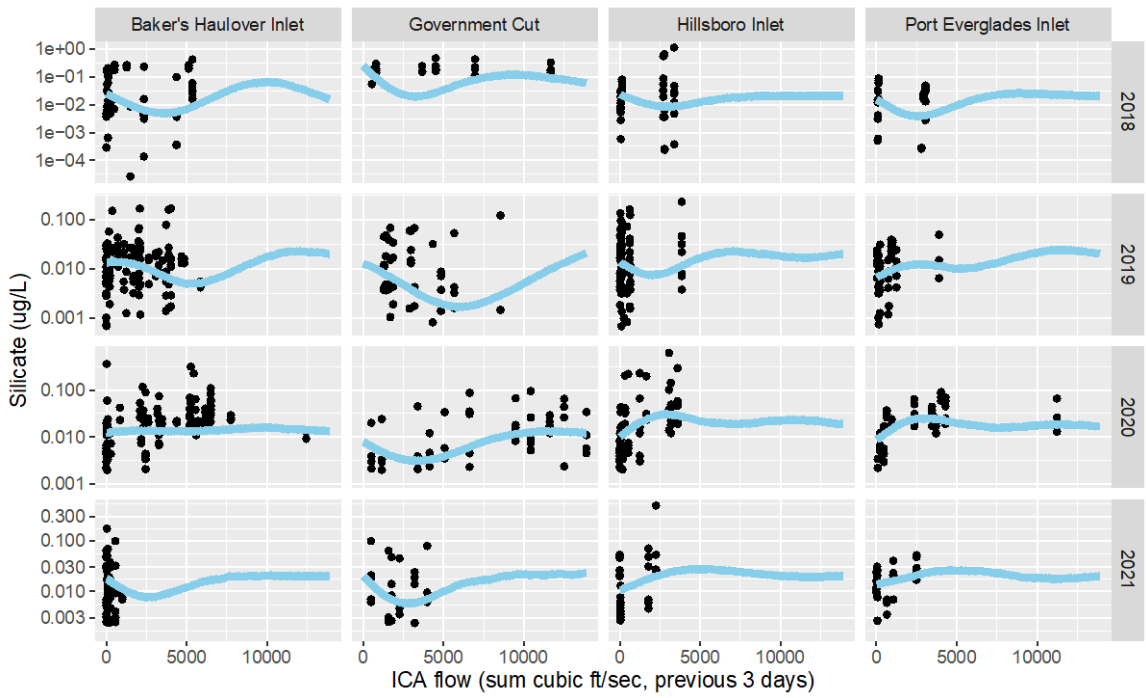 Baker's Haulover Inlet
Government Cut
Hillsboro Inlet
Port Everglades Inlet
1e+00
1e-01
1e-02
1e-03
1e-04
2018
0.100
0.010
0.001
2019
0.100
0.010
0.001
2020
0.300
0.100
0.030
0.010
0.003
2021
Silicate (ug/L)
0 5000 10000 0 5000 10000 0 5000 10000 0 5000 10000
ICA flow (sum cubic ft/sec, previous 3 days)